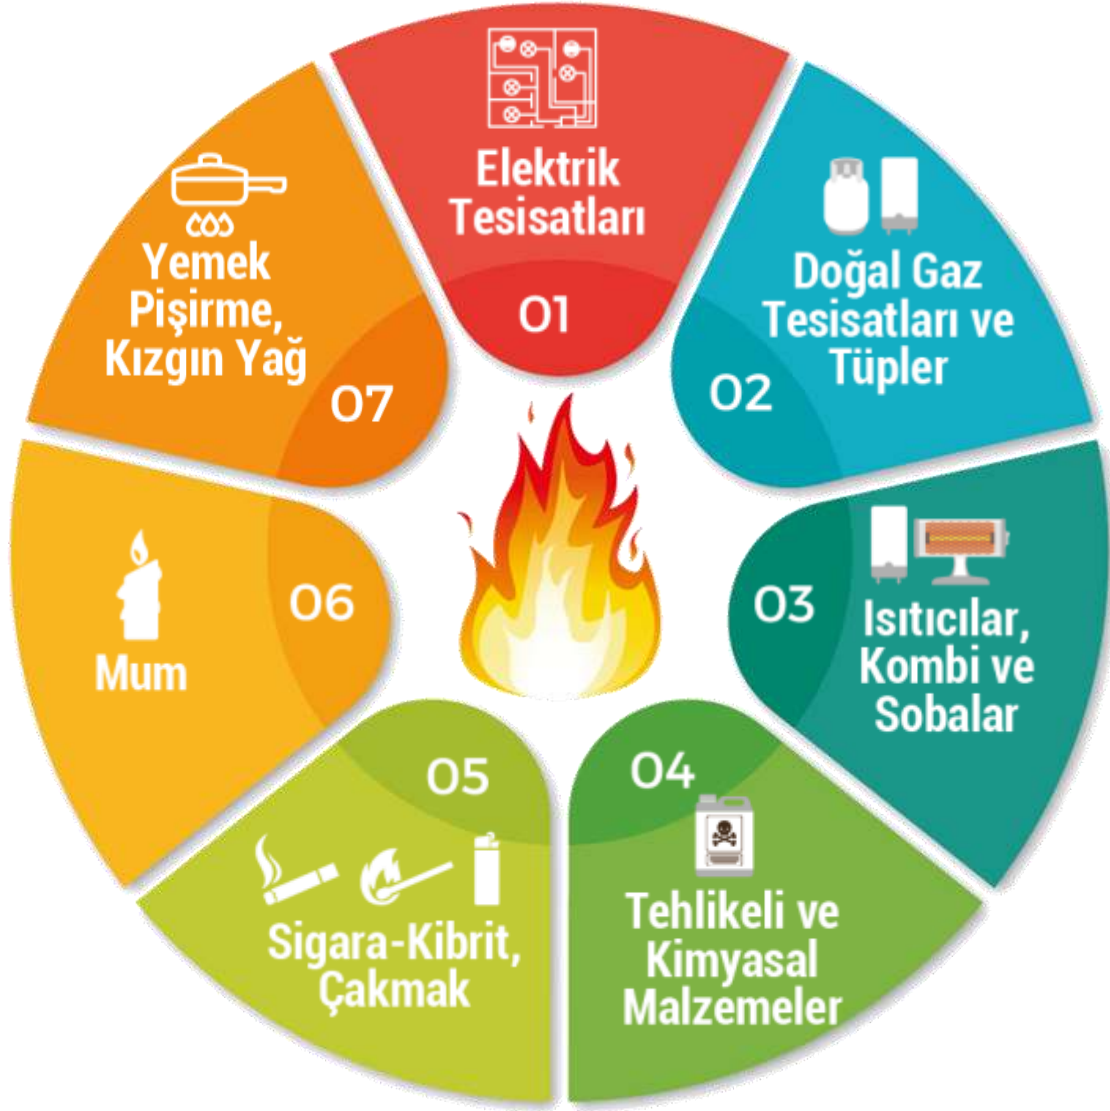 Elektrik
Tesisatları
01
Doğal Gaz
Tesisatları ve
Tüpler
02
Isıtıcılar,
Kombi ve
Sobalar
03
04
Tehlikeli ve
Kimyasal
Malzemeler
05
Sigara-Kibrit,
Çakmak
06
Mum
Yemek
Pişirme,
Kızgın Yağ
07